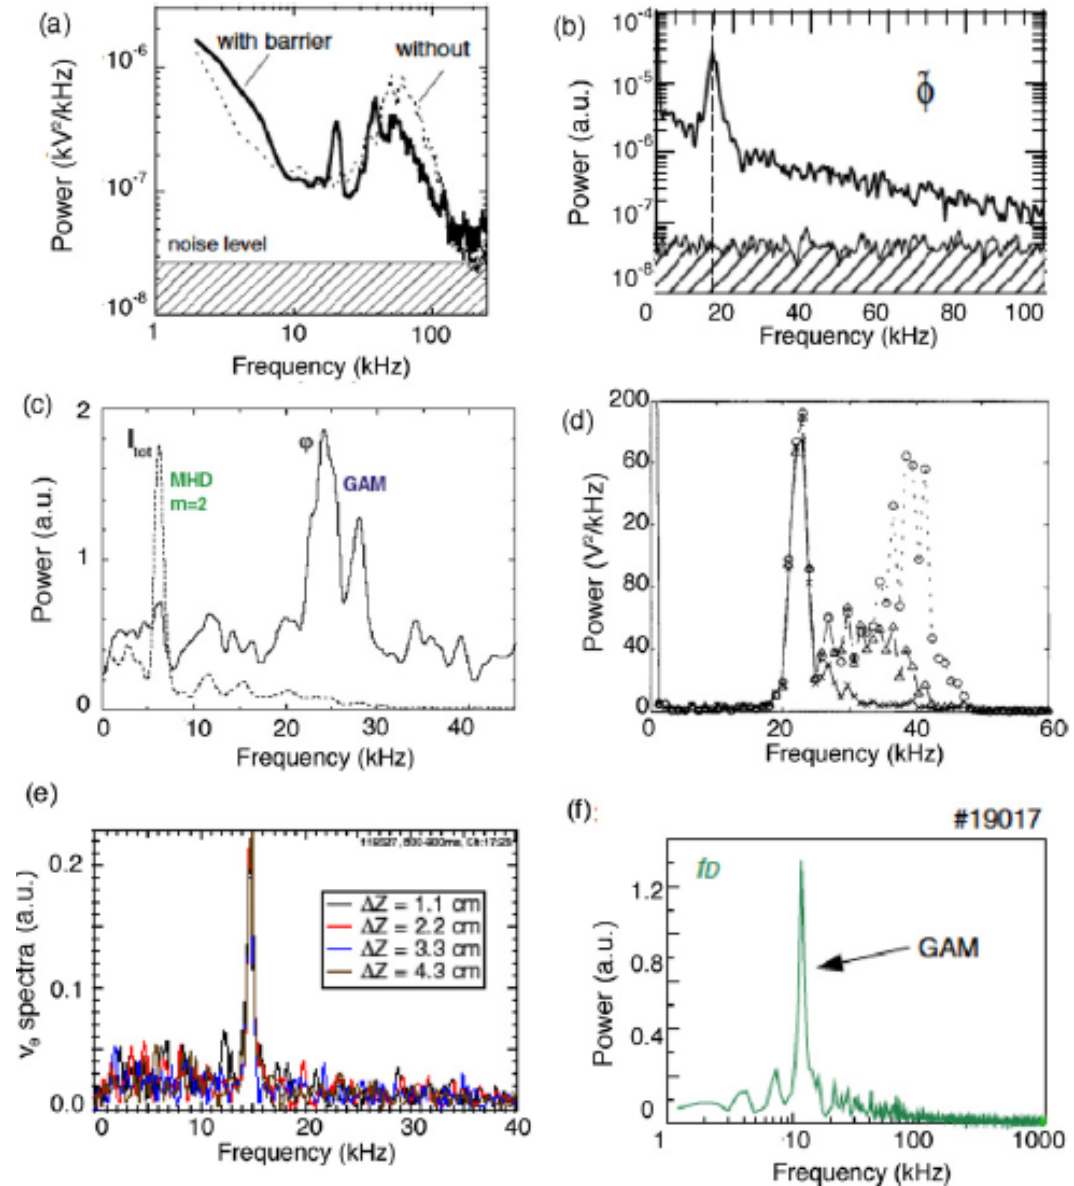 (a)
with barrier
without
noise level
10⁻⁶
10⁻⁷
10⁻⁸
Power (kV²/kHz)
1 10 100
Frequency (kHz)
(b)
ϕ̃
10⁻⁴
10⁻⁵
10⁻⁶
10⁻⁷
10⁻⁸
Power (a.u.)
0 20 40 60 80 100
Frequency (kHz)
(c)
I_tot
MHD
m=2
φ
GAM
2
1
0
Power (a.u.)
0 10 20 30 40
Frequency (kHz)
(d)
200
60
20
80
40
0
Power (V²/kHz)
0 20 40 60
Frequency (kHz)
(e)
ΔZ = 1.1 cm
ΔZ = 2.2 cm
ΔZ = 3.3 cm
ΔZ = 4.3 cm
0.2
0.1
0.0
v_θ spectra (a.u.)
0 10 20 30 40
Frequency (kHz)
(f):
#19017
f_D
GAM
1.2
0.8
0.4
0
Power (a.u.)
1 10 100 1000
Frequency (kHz)